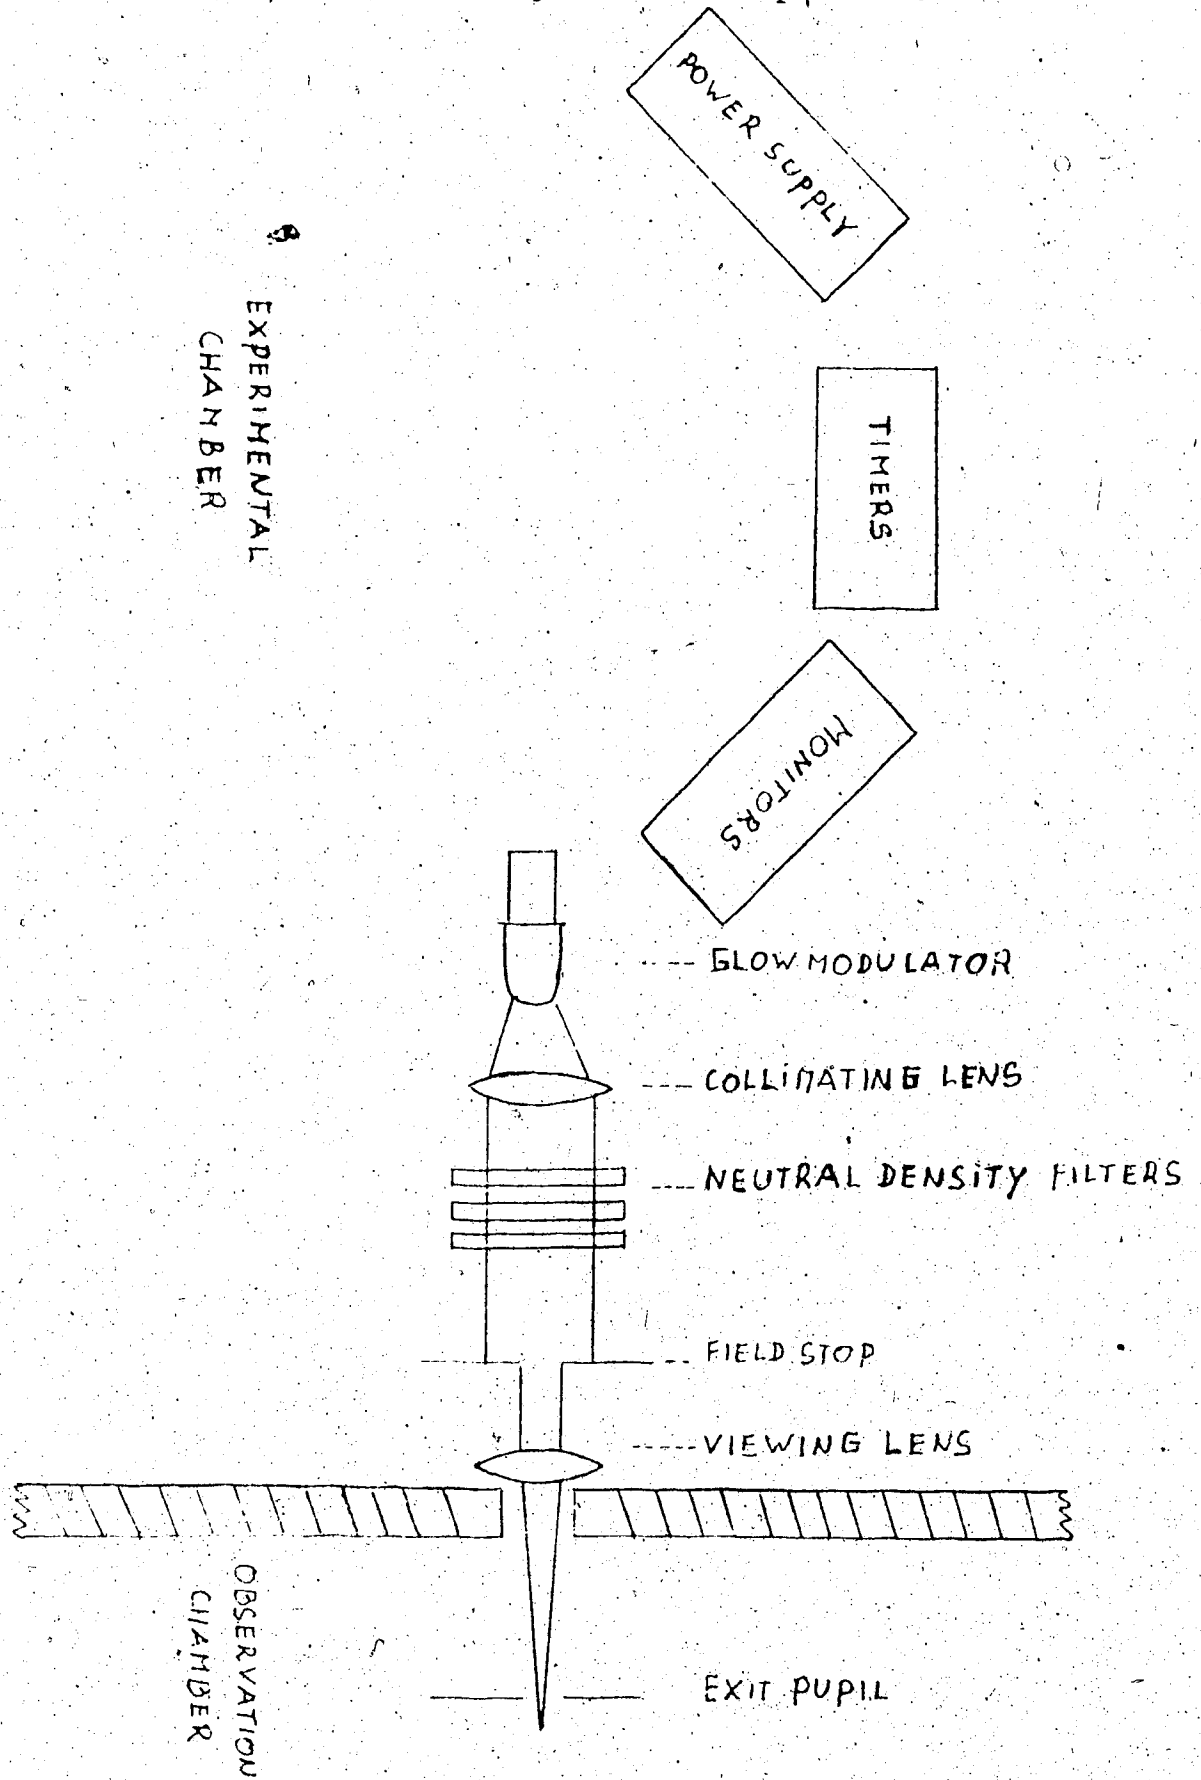 POWER SUPPLY
EXPERIMENTAL
CHAMBER
TIMERS
MONITORS
GLOW MODULATOR
COLLIMATING LENS
NEUTRAL DENSITY FILTERS
FIELD STOP
VIEWING LENS
OBSERVATION
CHAMBER
EXIT PUPIL